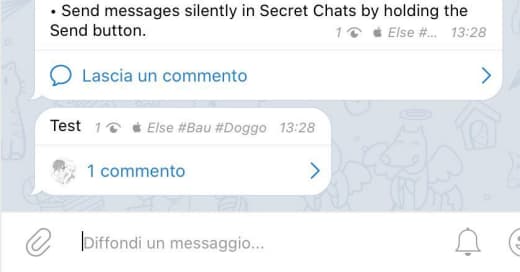 • Send messages silently in Secret Chats by holding the
Send button. 1 Else #... 13:28
Lascia un commento
Test 1 Else #Bau #Doggo 13:28
1 commento
Diffondi un messaggio...